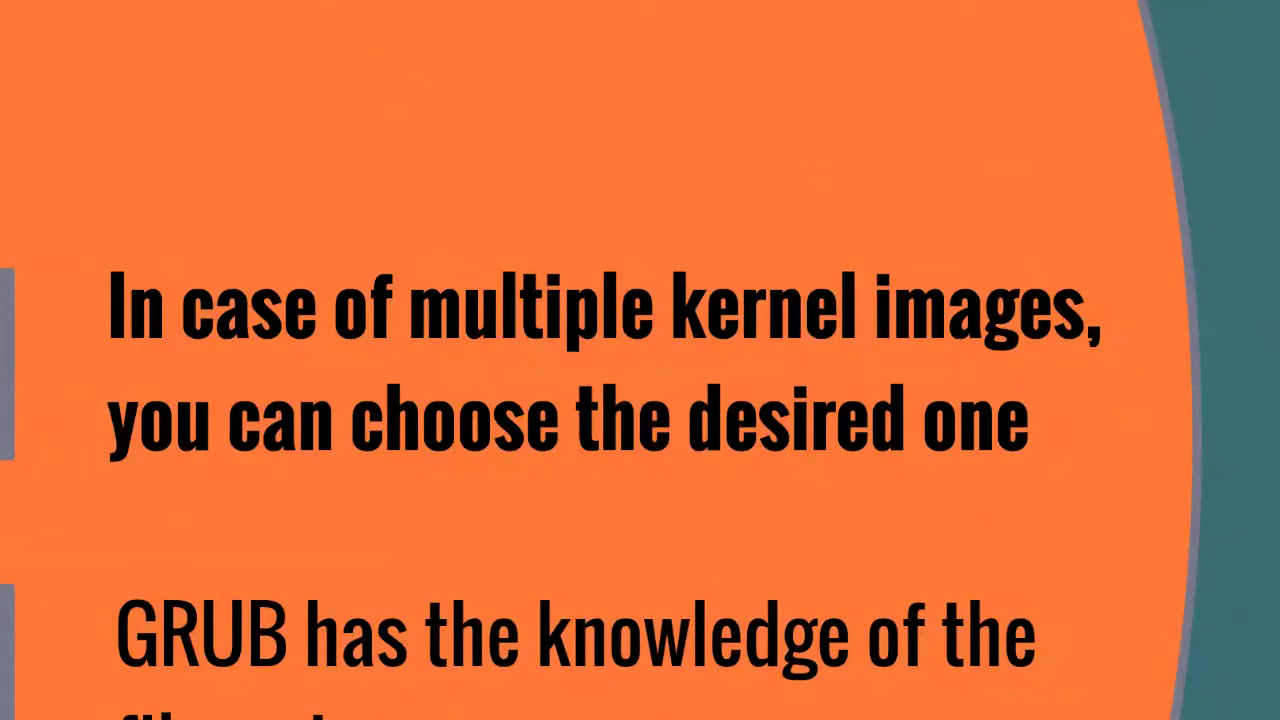 In case of multiple kernel images,
you can choose the desired one
GRUB has the knowledge of the